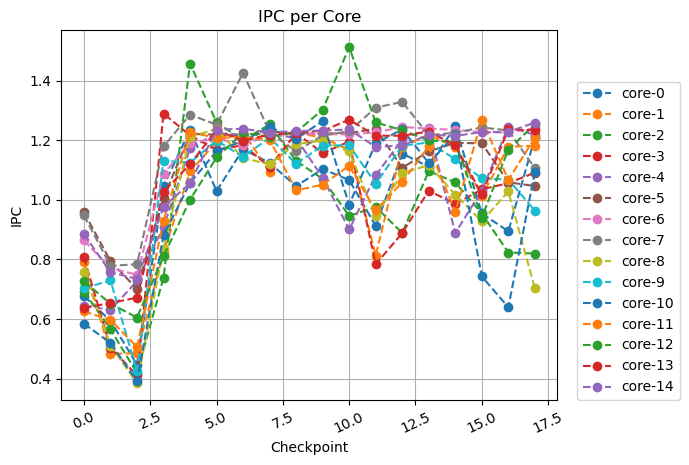 IPC per Core
IPC
1.4
1.2
1.0
0.8
0.6
0.4
0.0
2.5
5.0
7.5
10.0
12.5
15.0
17.5
Checkpoint
core-0
core-1
core-2
core-3
core-4
core-5
core-6
core-7
core-8
core-9
core-10
core-11
core-12
core-13
core-14